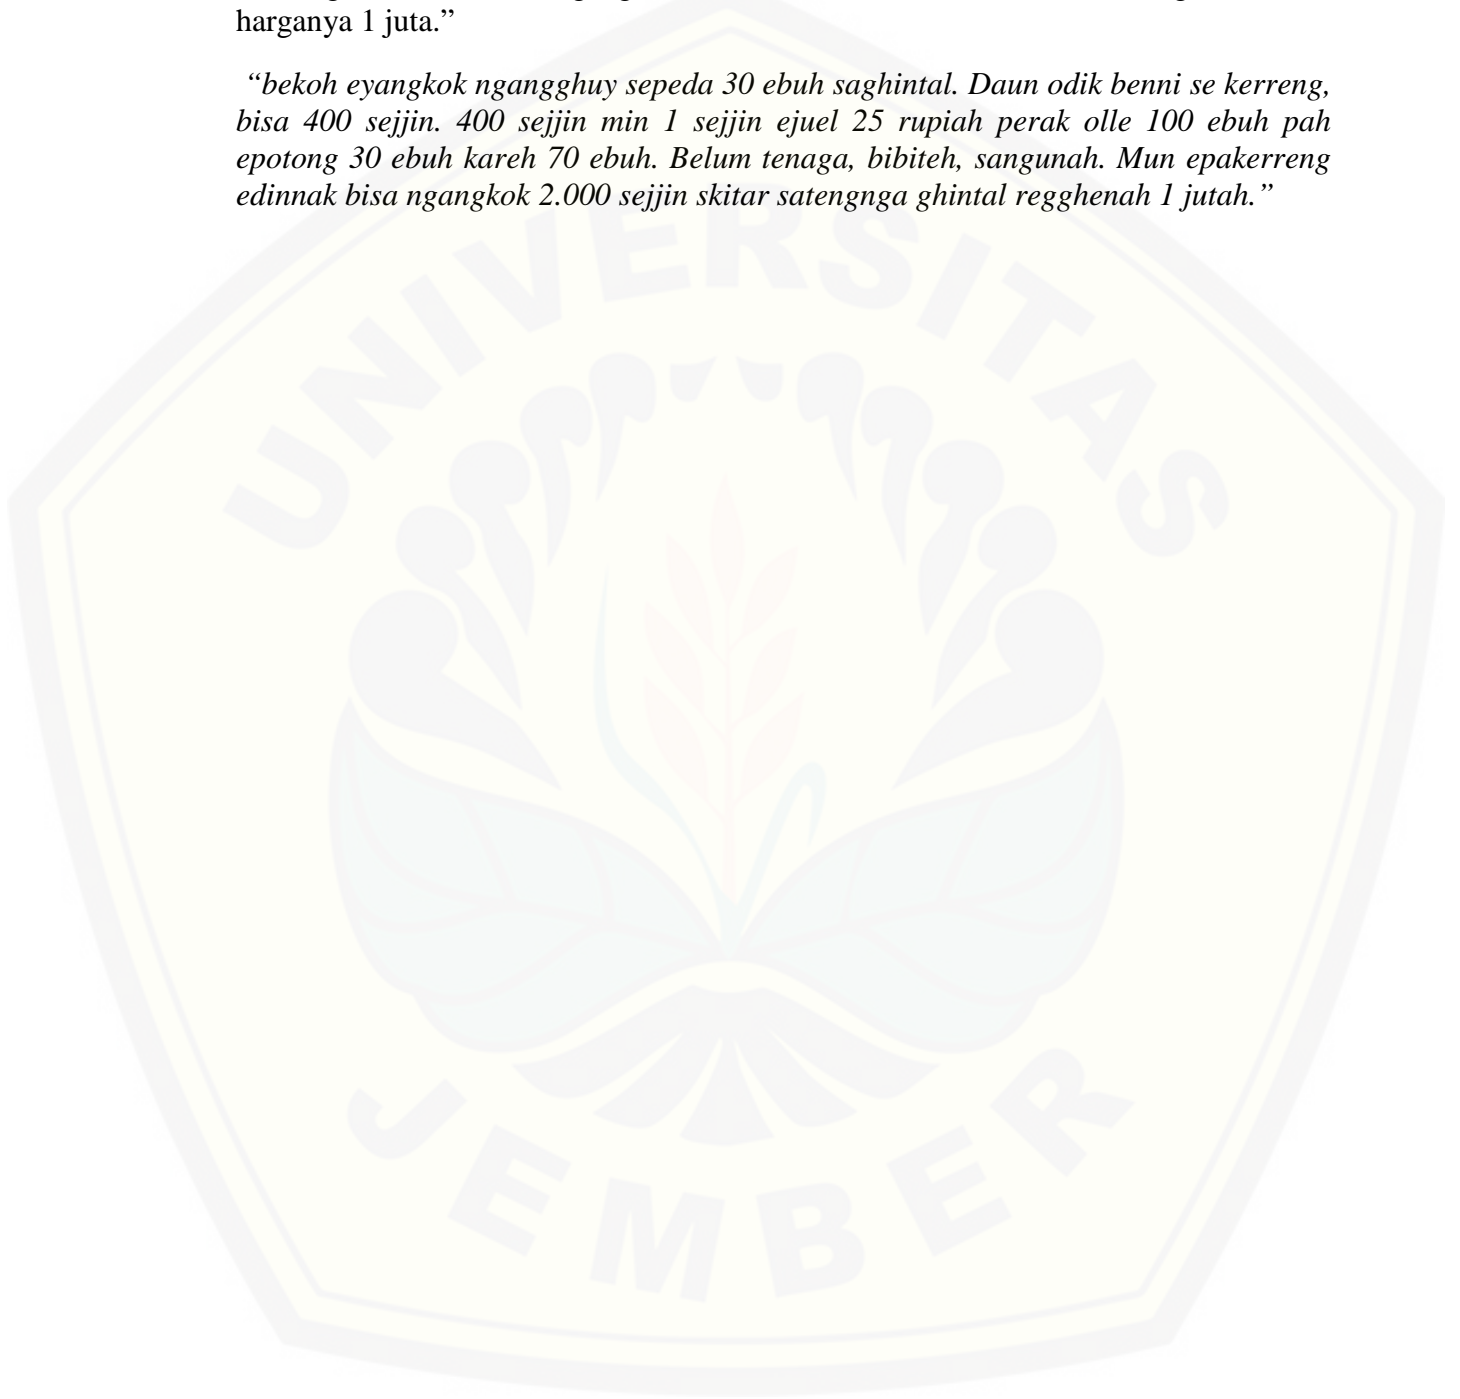 harganya 1 juta.”
“bekoh eyangkok ngangghuy sepeda 30 ebuh saghintal. Daun odik benni se kerreng,
bisa 400 sejjin. 400 sejjin min 1 sejjin ejuel 25 rupiah perak olle 100 ebuh pah
epotong 30 ebuh kareh 70 ebuh. Belum tenaga, bibiteh, sangunah. Mun epakerreng
edinnak bisa ngangkok 2.000 sejjin skitar satengnga ghintal regghenah 1 jutah.”
UNIVERSITAS
JEMBER